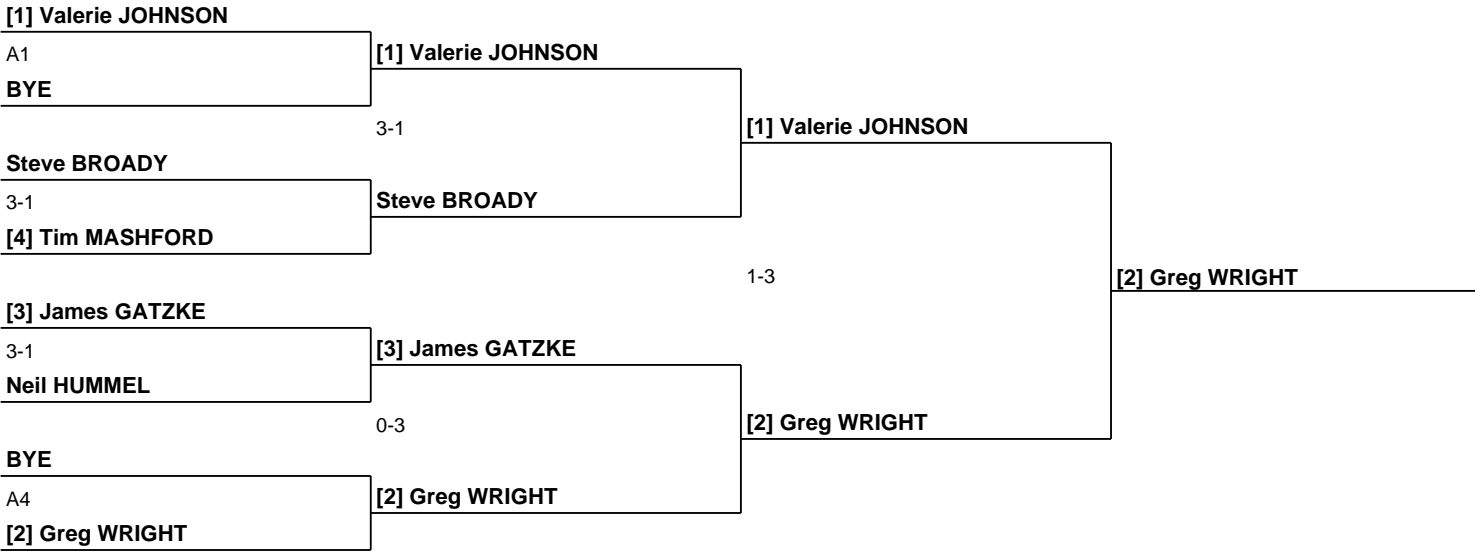 [1] Valerie JOHNSON
A1
BYE
[1] Valerie JOHNSON
3-1
Steve BROADY
3-1
[4] Tim MASHFORD
Steve BROADY
[1] Valerie JOHNSON
1-3
[3] James GATZKE
3-1
Neil HUMMEL
[3] James GATZKE
0-3
BYE
A4
[2] Greg WRIGHT
[2] Greg WRIGHT
[2] Greg WRIGHT
[2] Greg WRIGHT